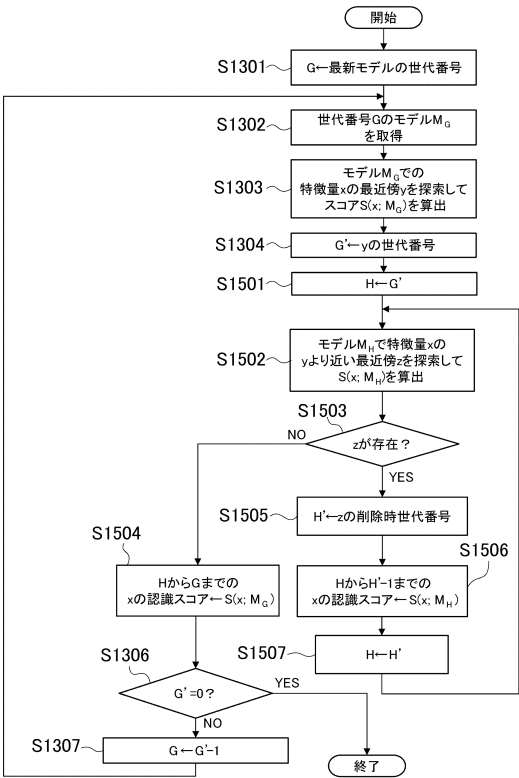 開始
S1301
G←最新モデルの世代番号
S1302
世代番号GのモデルMG
を取得
S1303
モデルMGでの
特徴量xの最近傍yを探索して
スコアS(x; MG)を算出
S1304
G'←yの世代番号
S1501
H←G'
S1502
モデルMHで特徴量xの
yより近い最近傍zを探索して
S(x; MH)を算出
S1503
zが存在？
NO
YES
S1505
H'←zの削除時世代番号
S1504
HからGまでの
xの認識スコア←S(x; MG)
S1506
HからH'-1までの
xの認識スコア←S(x; MH)
S1507
H←H'
S1306
G'=0？
YES
NO
S1307
G←G'-1
終了